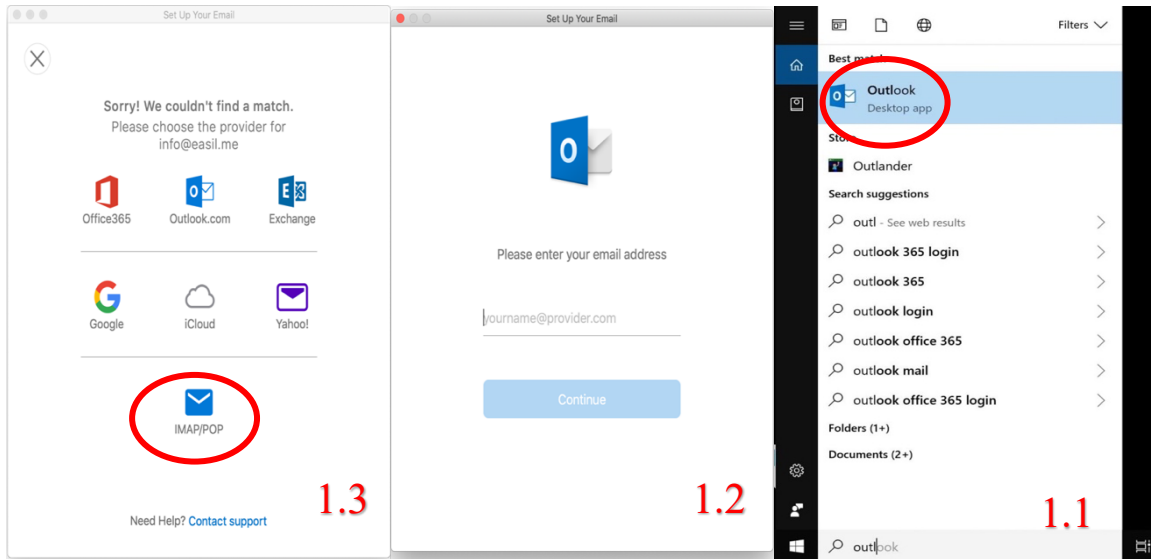 Set Up Your Email
Sorry! We couldn't find a match.
Please choose the provider for
info@easil.me
Office365
Outlook.com
Exchange
Google
iCloud
Yahoo!
IMAP/POP
Need Help? Contact support
1.3
Set Up Your Email
Please enter your email address
yourname@provider.com
Continue
1.2
Filters
Best match
Outlook
Desktop app
Store
Outlander
Search suggestions
outl - See web results
outlook 365 login
outlook 365
outlook login
outlook office 365
outlook mail
outlook office 365 login
Folders (1+)
Documents (2+)
1.1
outlook